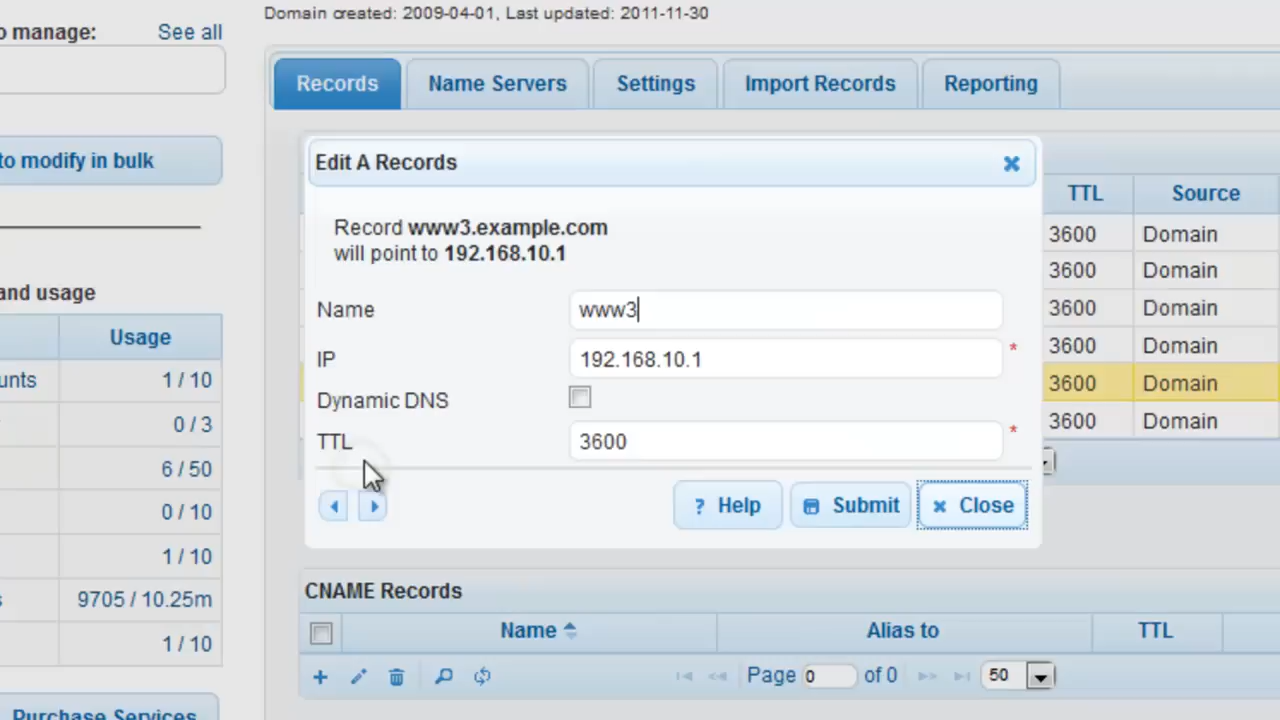 Domain created: 2009-04-01, Last updated: 2011-11-30
o manage: See all
to modify in bulk
and usage
Usage
unts 1 / 10
0 / 3
6 / 50
0 / 10
1 / 10
s 9705 / 10.25m
1 / 10
Purchase Services
Records Name Servers Settings Import Records Reporting
Edit A Records
Record www3.example.com
will point to 192.168.10.1
Name www3
IP 192.168.10.1 *
Dynamic DNS
TTL 3600 *
? Help Submit Close
TTL Source
3600 Domain
3600 Domain
3600 Domain
3600 Domain
3600 Domain
3600 Domain
CNAME Records
Name Alias to TTL
Page 0 of 0 50